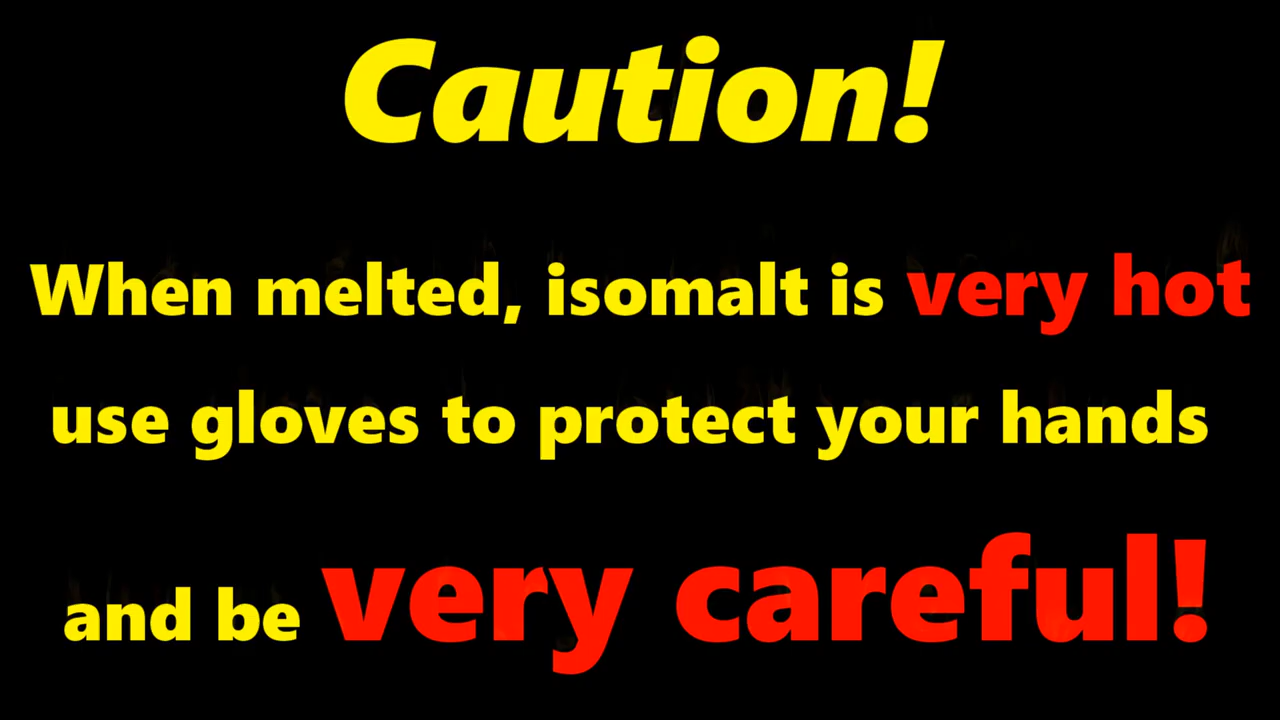 Caution!
When melted, isomalt is very hot
use gloves to protect your hands
and be very careful!